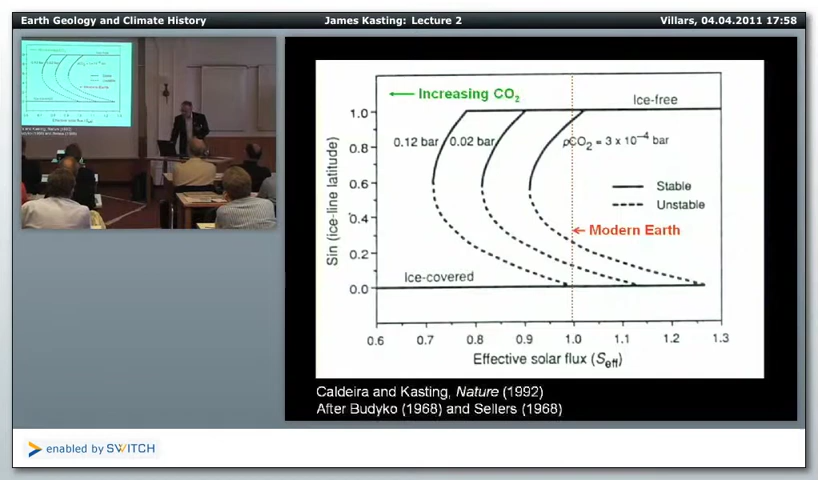 Earth Geology and Climate History
James Kasting: Lecture 2
Villars, 04.04.2011 17:58
Increasing CO₂
Ice-free
0.12 bar
0.02 bar
pCO₂ = 3 x 10⁻⁴ bar
Stable
Unstable
Modern Earth
Ice-covered
Sin (ice-line latitude)
1.0
0.8
0.6
0.4
0.2
0.0
0.6 0.7 0.8 0.9 1.0 1.1 1.2 1.3
Effective solar flux (Seff)
Caldeira and Kasting, Nature (1992)
After Budyko (1968) and Sellers (1968)
enabled by SWITCH